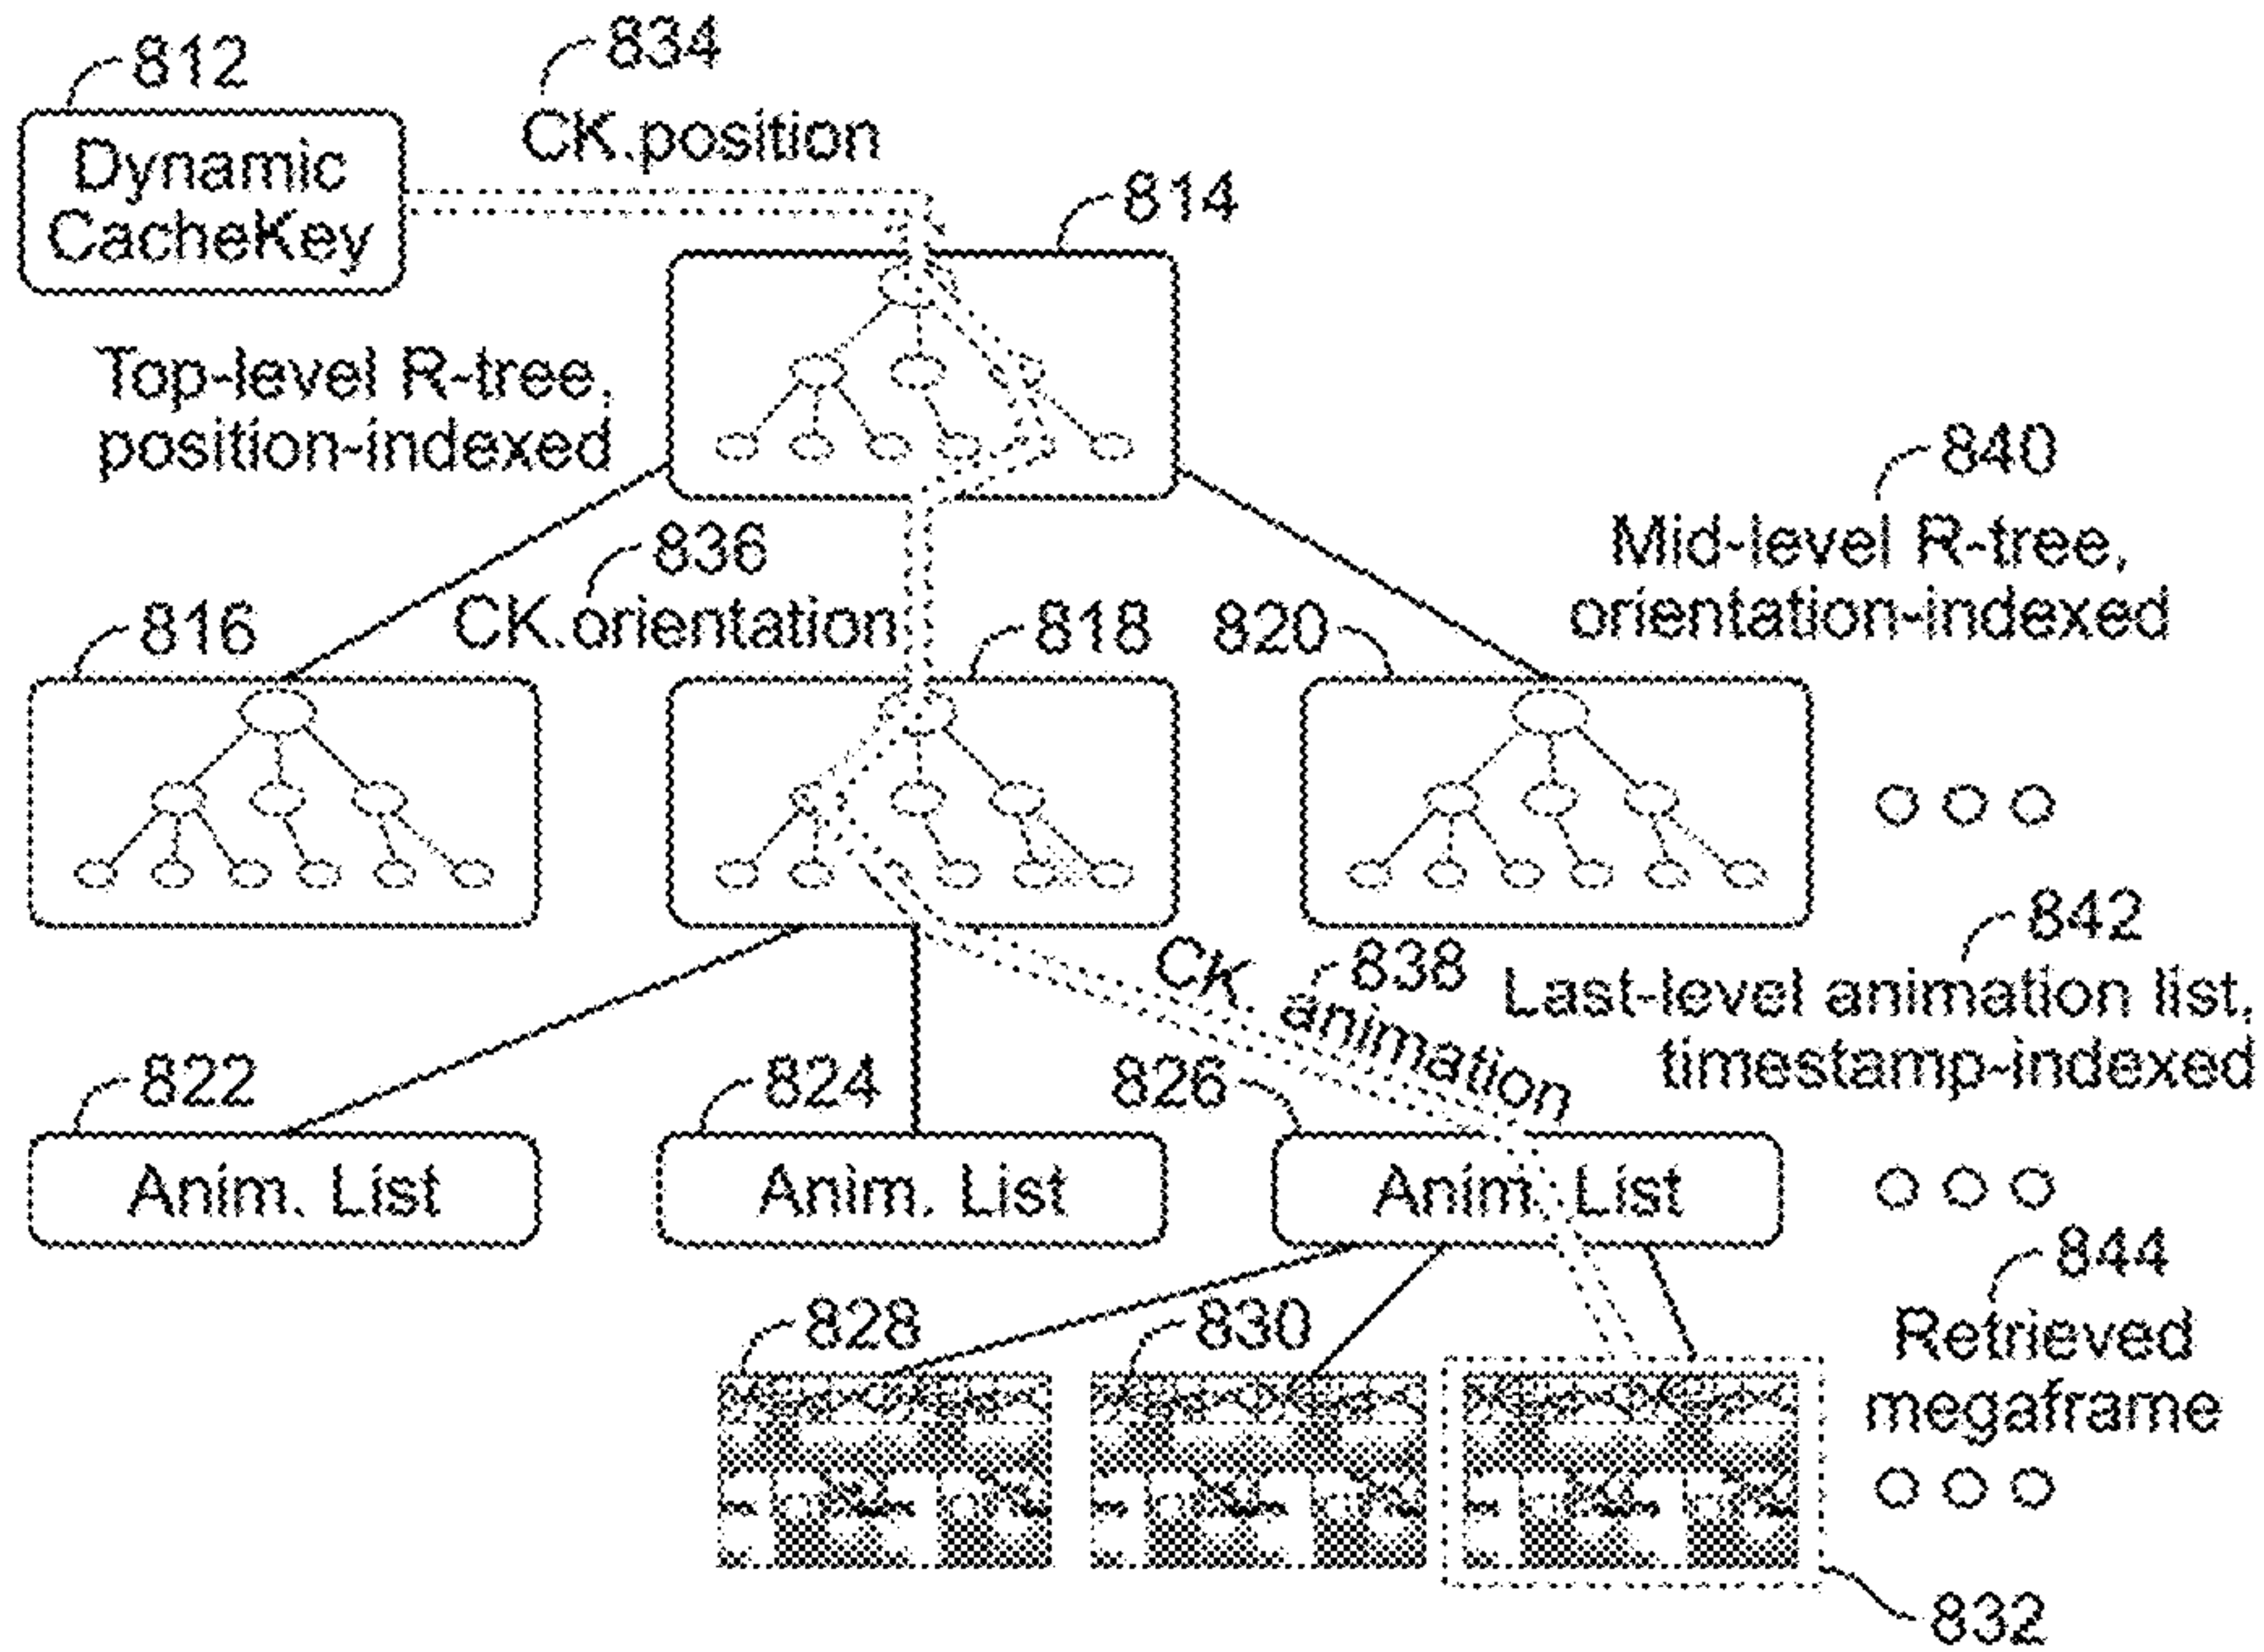 812
834
Dynamic
CacheKey
CK.position
814
Top-level R-tree,
position-indexed
840
Mid-level R-tree,
orientation-indexed
836
CK.orientation
816
818
820
842
Last-level animation list,
timestamp-indexed
838
CK.
animation
822
824
826
Anim. List
Anim. List
Anim. List
844
Retrieved
megaframe
828
830
832